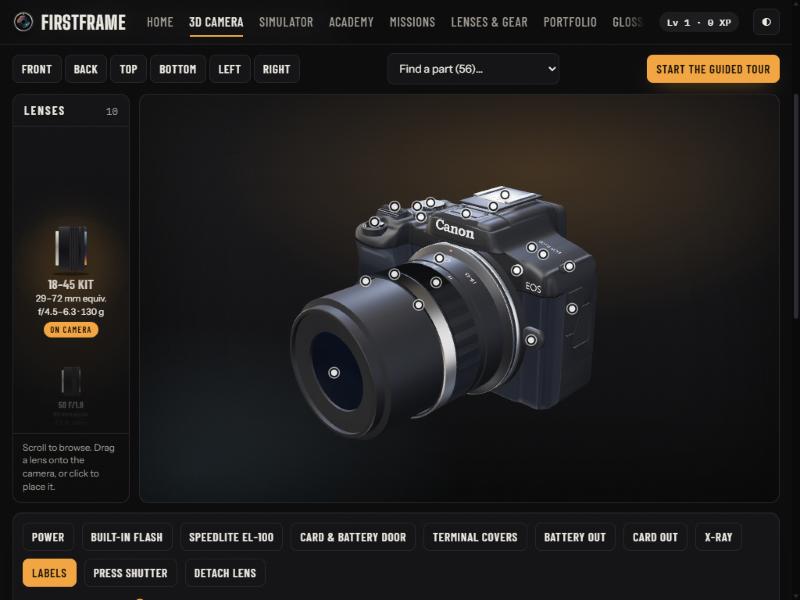 FIRSTFRAME
HOME
3D CAMERA
SIMULATOR
ACADEMY
MISSIONS
LENSES & GEAR
PORTFOLIO
GLOSS
Lv 1 · 0 XP
FRONT
BACK
TOP
BOTTOM
LEFT
RIGHT
Find a part (56)...
START THE GUIDED TOUR
LENSES 10
18–45 KIT
29–72 mm equiv.
f/4.5–6.3 · 130 g
ON CAMERA
50 F/1.8
Scroll to browse. Drag
a lens onto the
camera, or click to
place it.
Canon
EOS
POWER
BUILT-IN FLASH
SPEEDLITE EL-100
CARD & BATTERY DOOR
TERMINAL COVERS
BATTERY OUT
CARD OUT
X-RAY
LABELS
PRESS SHUTTER
DETACH LENS